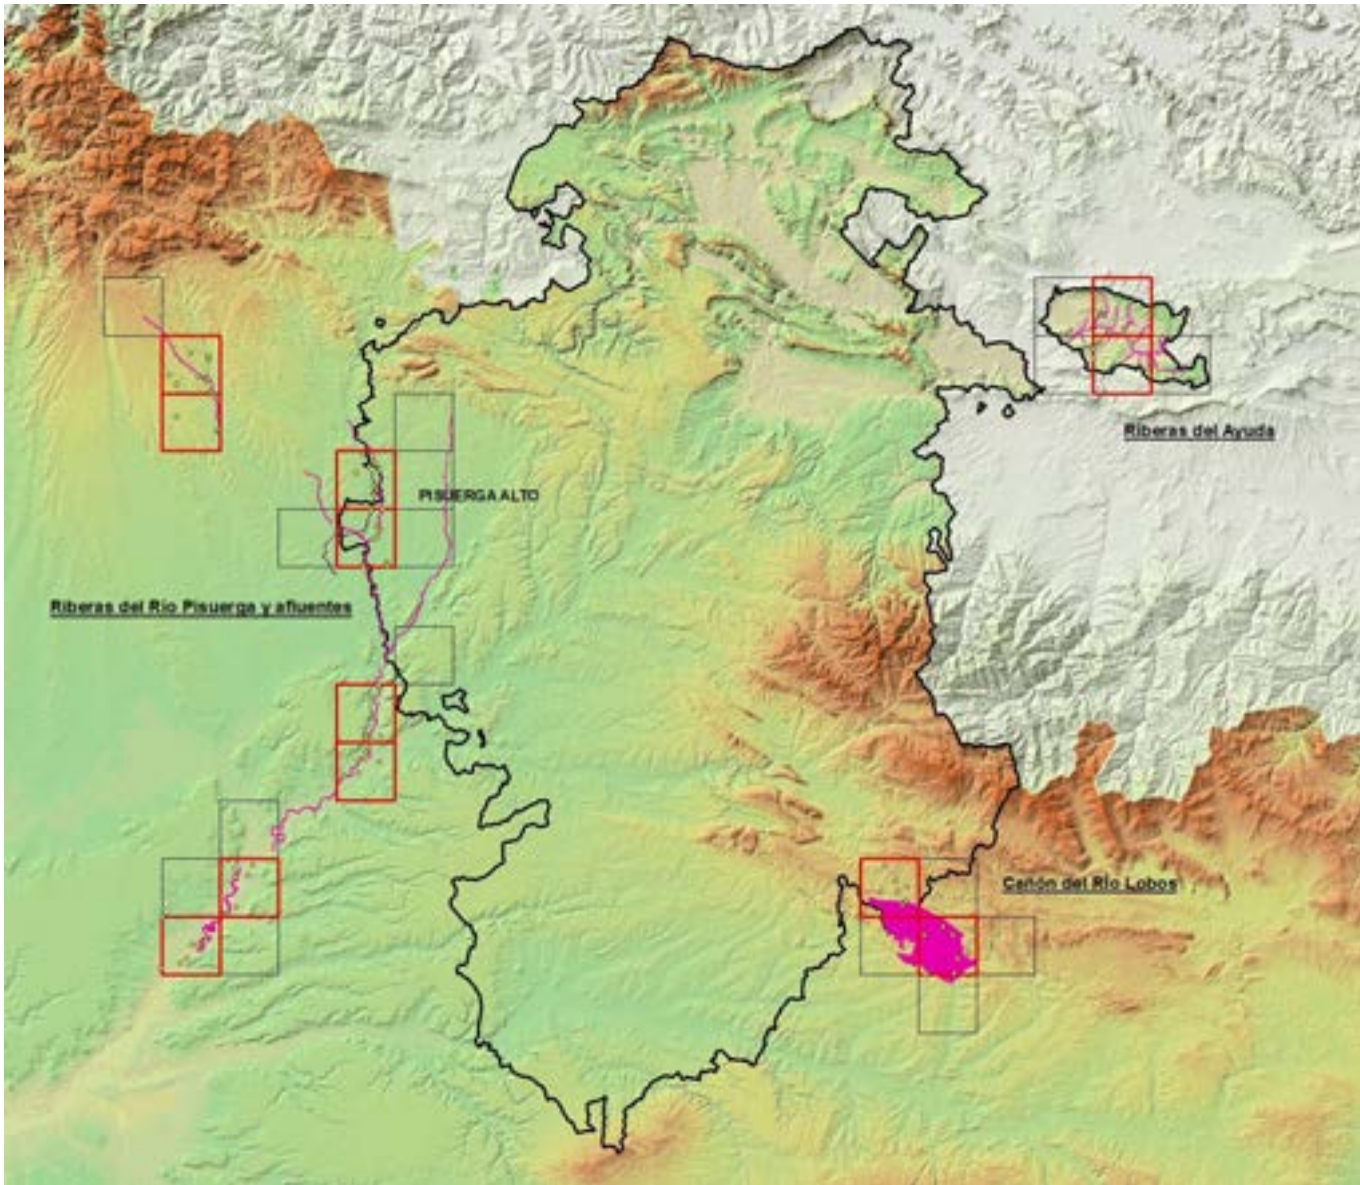 Riberas del Ayuda
PISUERGA ALTO
Riberas del Río Pisuerga y afluentes
Cañón del Río Lobos